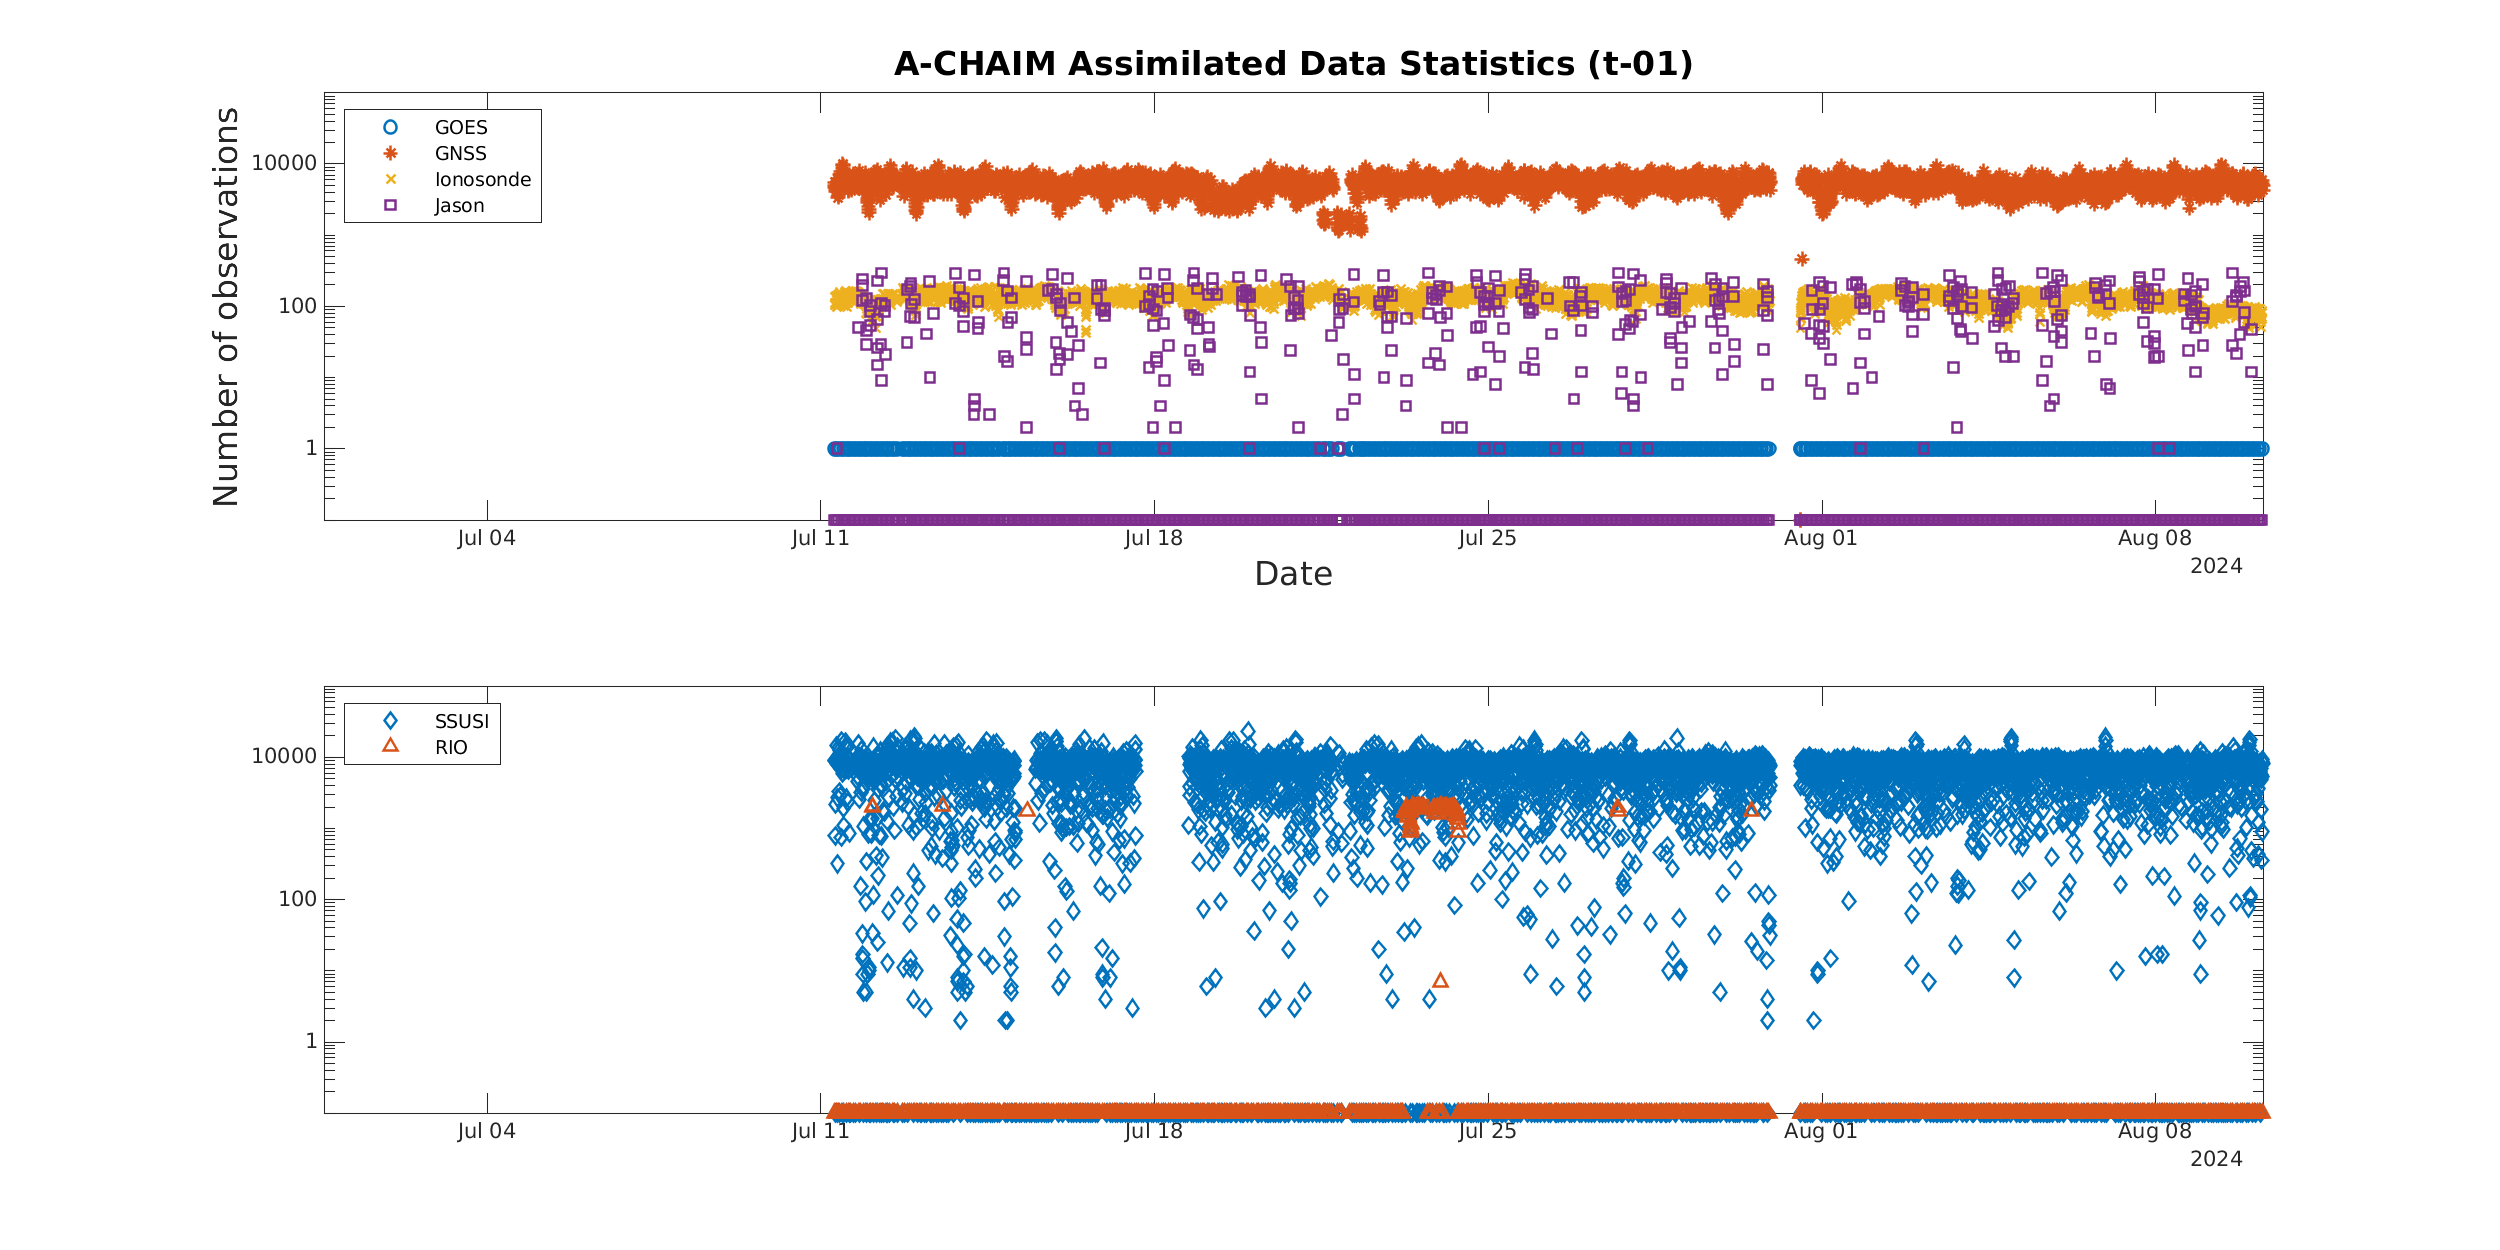 A-CHAIM Assimilated Data Statistics (t-01)
Number of observations
10000
100
1
GOES
GNSS
Ionosonde
Jason
Jul 04
Jul 11
Jul 18
Jul 25
Aug 01
Aug 08
2024
Date
10000
100
1
SSUSI
RIO
Jul 04
Jul 11
Jul 18
Jul 25
Aug 01
Aug 08
2024